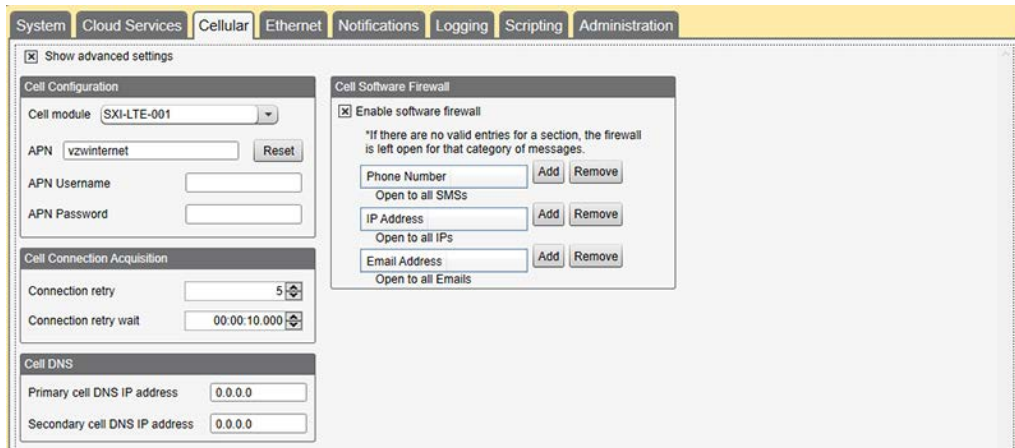 System Cloud Services Cellular Ethernet Notifications Logging Scripting Administration
Show advanced settings
Cell Configuration
Cell module SXI-LTE-001
APN vzwinternet Reset
APN Username
APN Password
Cell Connection Acquisition
Connection retry 5
Connection retry wait 00:00:10.000
Cell DNS
Primary cell DNS IP address 0.0.0.0
Secondary cell DNS IP address 0.0.0.0
Cell Software Firewall
Enable software firewall
*If there are no valid entries for a section, the firewall
is left open for that category of messages.
Phone Number Add Remove
Open to all SMSs
IP Address Add Remove
Open to all IPs
Email Address Add Remove
Open to all Emails